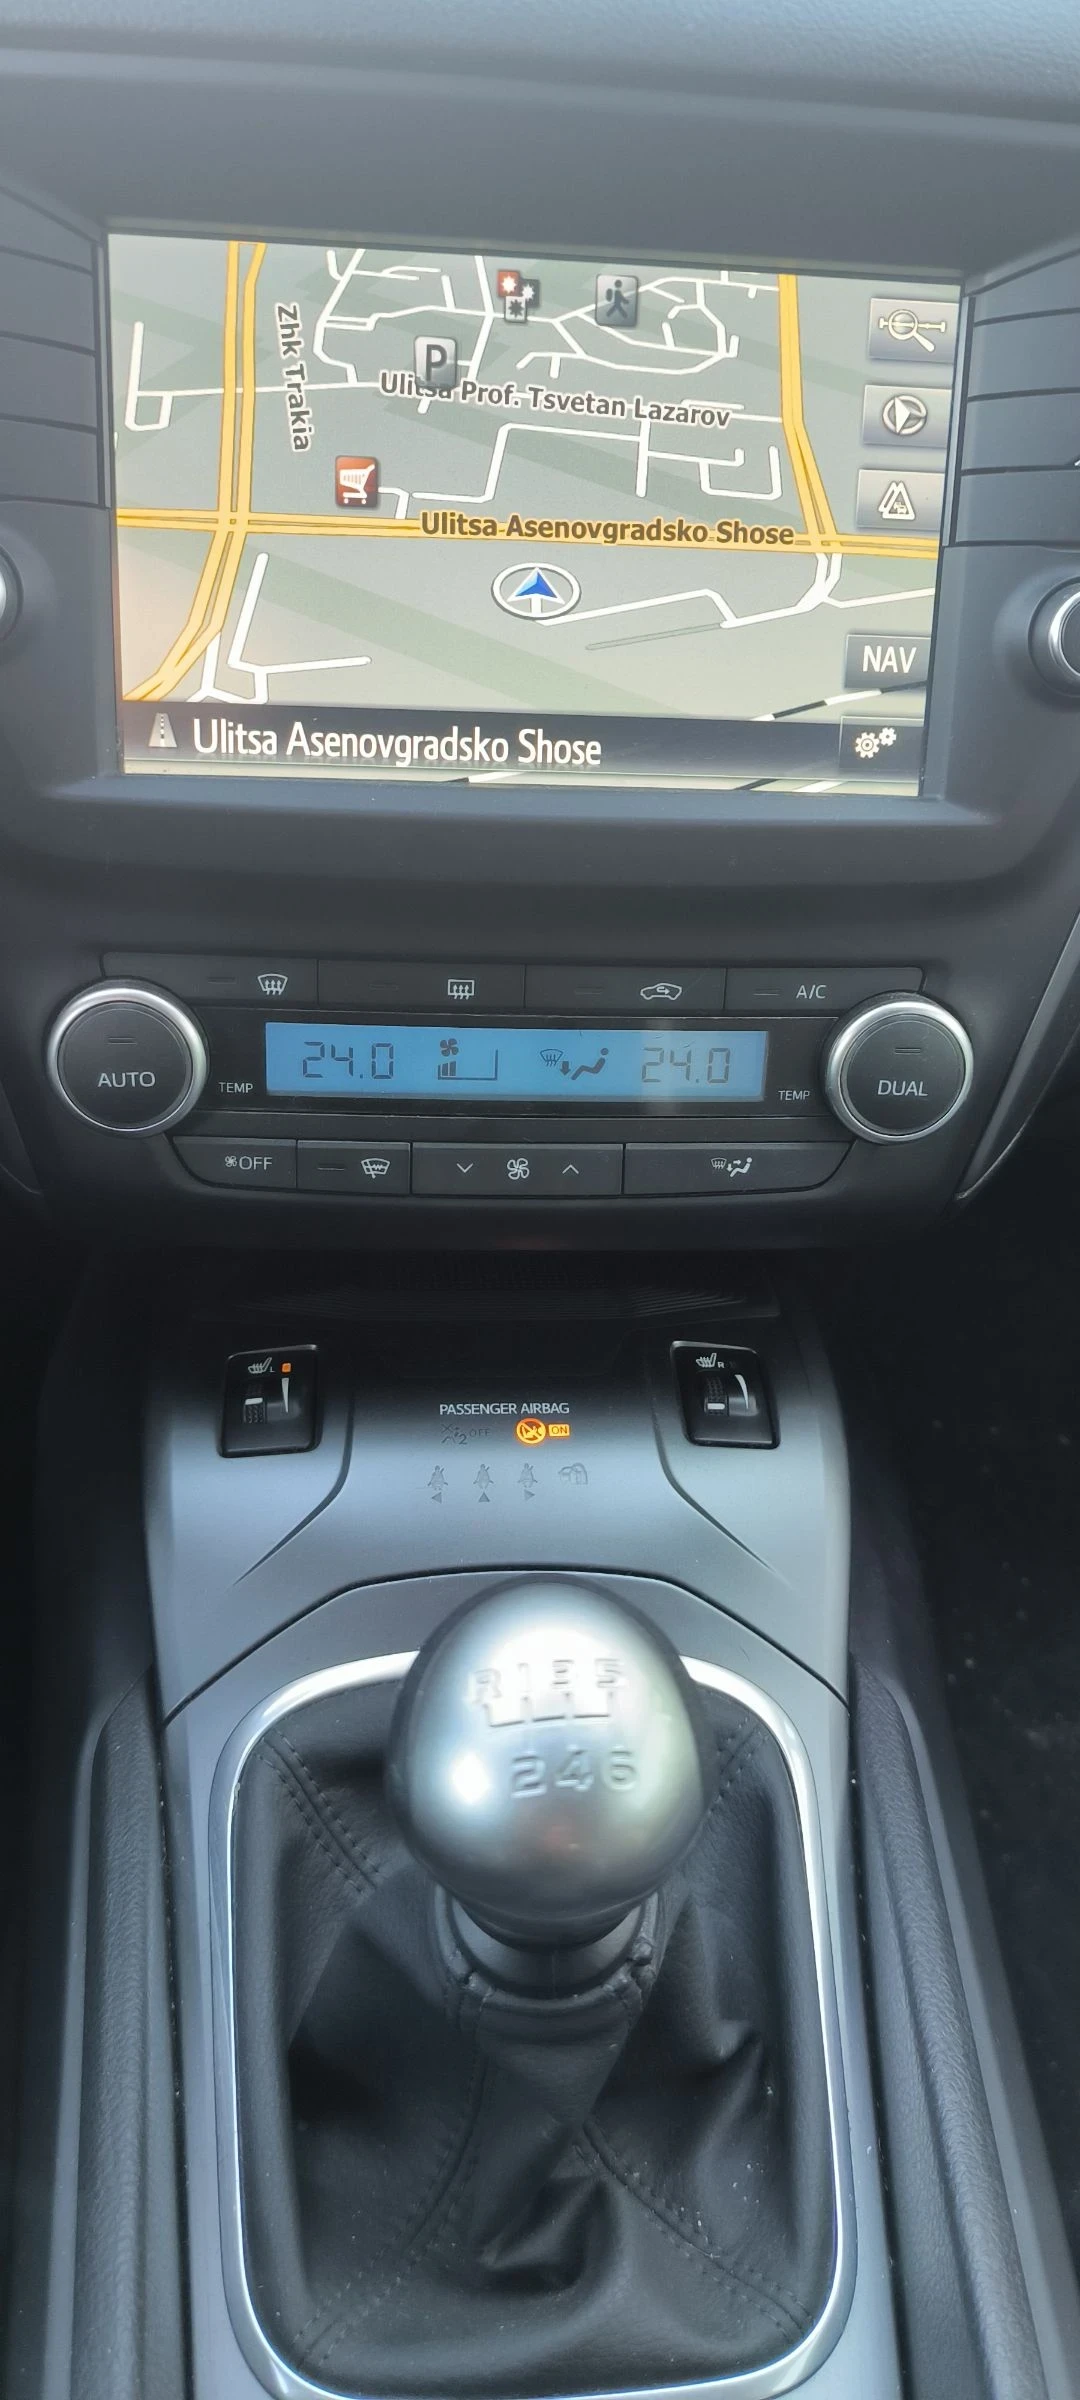 Zhk Trakia
P
Ulitsa Prof. Tsvetan Lazarov
Ulitsa Asenovgradsko Shose
NAV
Ulitsa Asenovgradsko Shose
A/C
AUTO
TEMP
24.0
24.0
TEMP
DUAL
OFF
L
R
PASSENGER AIRBAG
2 OFF
ON
R 1 3 5
2 4 6